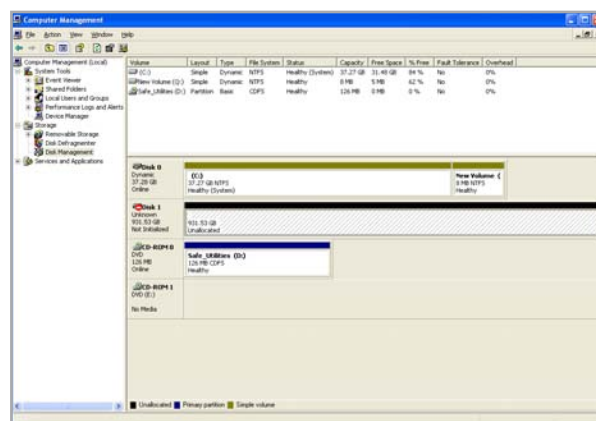 Computer Management
File Action View Window Help
Computer Management (Local)
System Tools
Event Viewer
Shared Folders
Local Users and Groups
Performance Logs and Alerts
Device Manager
Storage
Removable Storage
Disk Defragmenter
Disk Management
Services and Applications
Volume Layout Type File System Status Capacity Free Space % Free Fault Tolerance Overhead
(C:) Simple Dynamic NTFS Healthy (System) 37.27 GB 31.48 GB 84 % No 0%
New Volume (Q:) Simple Dynamic NTFS Healthy 8 MB 5 MB 62 % No 0%
Safe_Utilities (D:) Partition Basic CDFS Healthy 126 MB 0 MB 0 % No 0%
Disk 0
Dynamic
37.28 GB
Online
(C:)
37.27 GB NTFS
Healthy (System)
New Volume (
8 MB NTFS
Healthy
Disk 1
Unknown
931.53 GB
Not Initialized
931.53 GB
Unallocated
CD-ROM 0
DVD
126 MB
Online
Safe_Utilities (D:)
126 MB CDFS
Healthy
CD-ROM 1
DVD (E:)
No Media
Unallocated Primary partition Simple volume